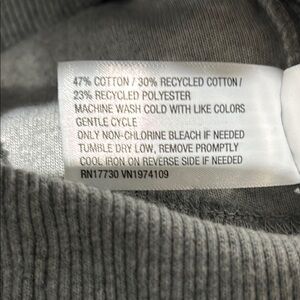 47% COTTON / 30% RECYCLED COTTON /
23% RECYCLED POLYESTER
MACHINE WASH COLD WITH LIKE COLORS
GENTLE CYCLE
ONLY NON-CHLORINE BLEACH IF NEEDED
TUMBLE DRY LOW, REMOVE PROMPTLY
COOL IRON ON REVERSE SIDE IF NEEDED
RN17730 VN1974109